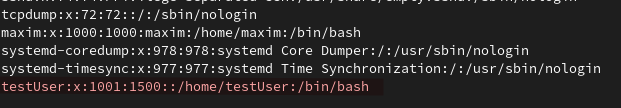 tcpdump:x:72:72::/:/sbin/nologin
maxim:x:1000:1000:maxim:/home/maxim:/bin/bash
systemd-coredump:x:978:978:systemd Core Dumper:/:/usr/sbin/nologin
systemd-timesync:x:977:977:systemd Time Synchronization:/:/usr/sbin/nologin
testUser:x:1001:1500::/home/testUser:/bin/bash